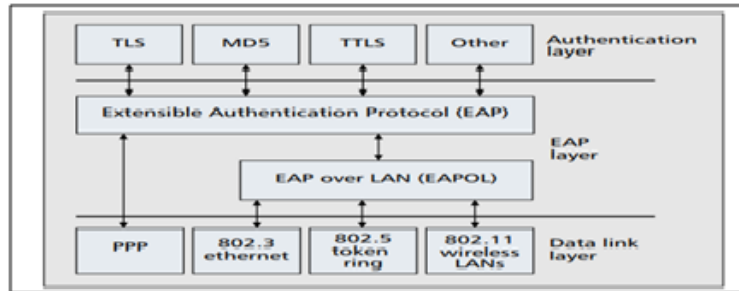 TLS
MD5
TTLS
Other
Authentication
layer
Extensible Authentication Protocol (EAP)
EAP
layer
EAP over LAN (EAPOL)
PPP
802.3
ethernet
802.5
token
ring
802.11
wireless
LANs
Data link
layer